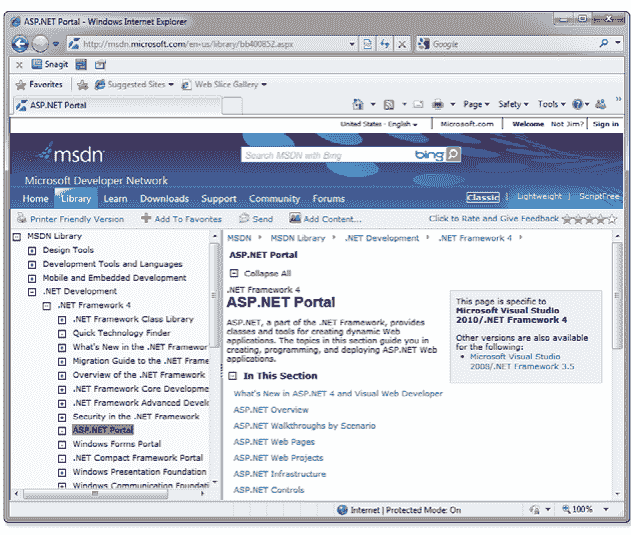 ASP.NET Portal - Windows Internet Explorer
http://msdn.microsoft.com/en-us/library/bb400852.aspx
Google
x Snagit
Favorites Suggested Sites Web Slice Gallery
ASP.NET Portal Page Safety Tools
United States - English Microsoft.com Welcome Not Jim? Sign in
msdn
Search MSDN with Bing bing
Microsoft Developer Network
Home Library Learn Downloads Support Community Forums Classic Lightweight ScriptFree
Printer Friendly Version Add To Favorites Send Add Content... Click to Rate and Give Feedback
MSDN Library
Design Tools
Development Tools and Languages
Mobile and Embedded Development
.NET Development
.NET Framework 4
.NET Framework Class Library
Quick Technology Finder
What's New in the .NET Framewor
Migration Guide to the .NET Frame
Overview of the .NET Framework
.NET Framework Core Developme
.NET Framework Advanced Develo
Security in the .NET Framework
ASP.NET Portal
Windows Forms Portal
.NET Compact Framework Portal
Windows Presentation Foundation
Windows Communication Foundati
MSDN MSDN Library .NET Development .NET Framework 4
ASP.NET Portal
Collapse All
.NET Framework 4
ASP.NET Portal
ASP.NET, a part of the .NET Framework, provides
classes and tools for creating dynamic Web
applications. The topics in this section guide you in
creating, programming, and deploying ASP.NET Web
applications.
In This Section
What's New in ASP.NET 4 and Visual Web Developer
ASP.NET Overview
ASP.NET Walkthroughs by Scenario
ASP.NET Web Pages
ASP.NET Web Projects
ASP.NET Infrastructure
ASP.NET Controls
This page is specific to
Microsoft Visual Studio
2010/.NET Framework 4
Other versions are also available
for the following:
Microsoft Visual Studio
2008/.NET Framework 3.5
Internet | Protected Mode: On 100%